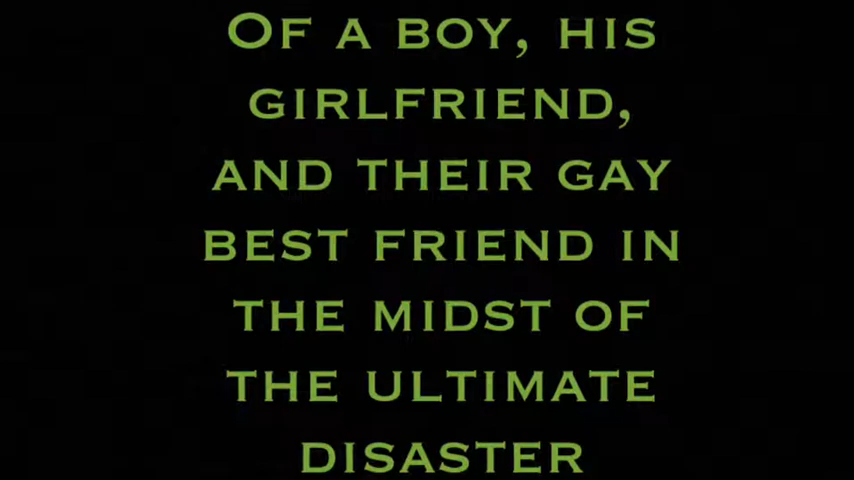 Of a boy, his
girlfriend,
and their gay
best friend in
the midst of
the ultimate
disaster